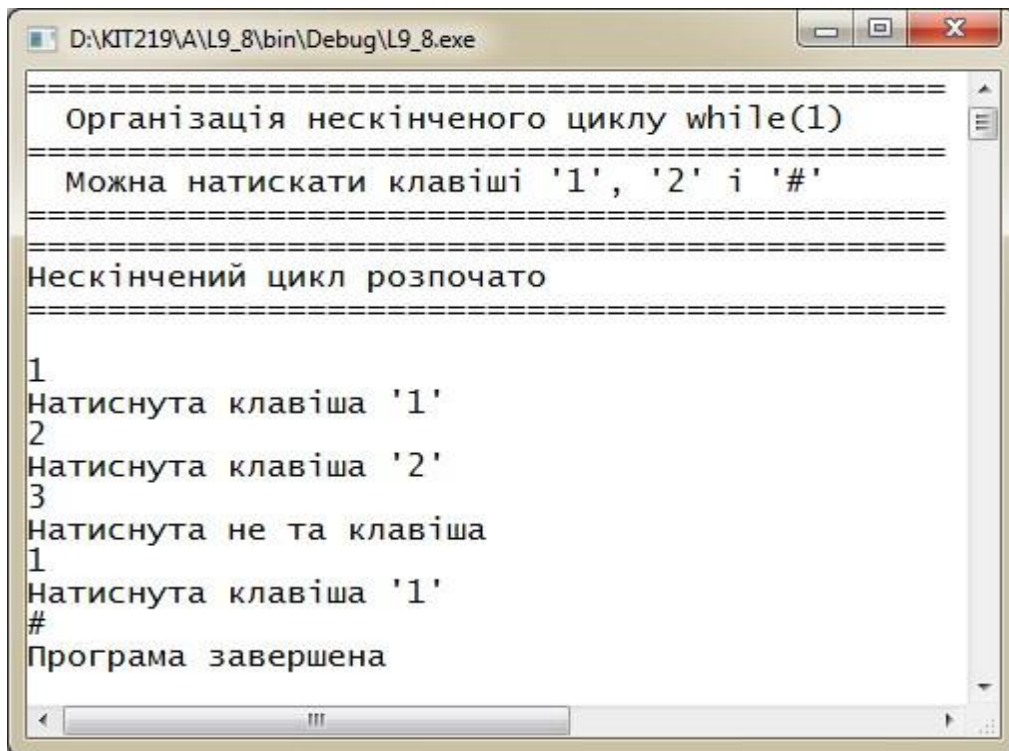 D:\KIT219\A\L9_8\bin\Debug\L9_8.exe
==============================================
Організація нескінченого циклу while(1)
==============================================
Можна натискати клавіші '1', '2' і '#'
==============================================
==============================================
Нескінчений цикл розпочато
==============================================
1
Натиснута клавіша '1'
2
Натиснута клавіша '2'
3
Натиснута не та клавіша
1
Натиснута клавіша '1'
#
Програма завершена